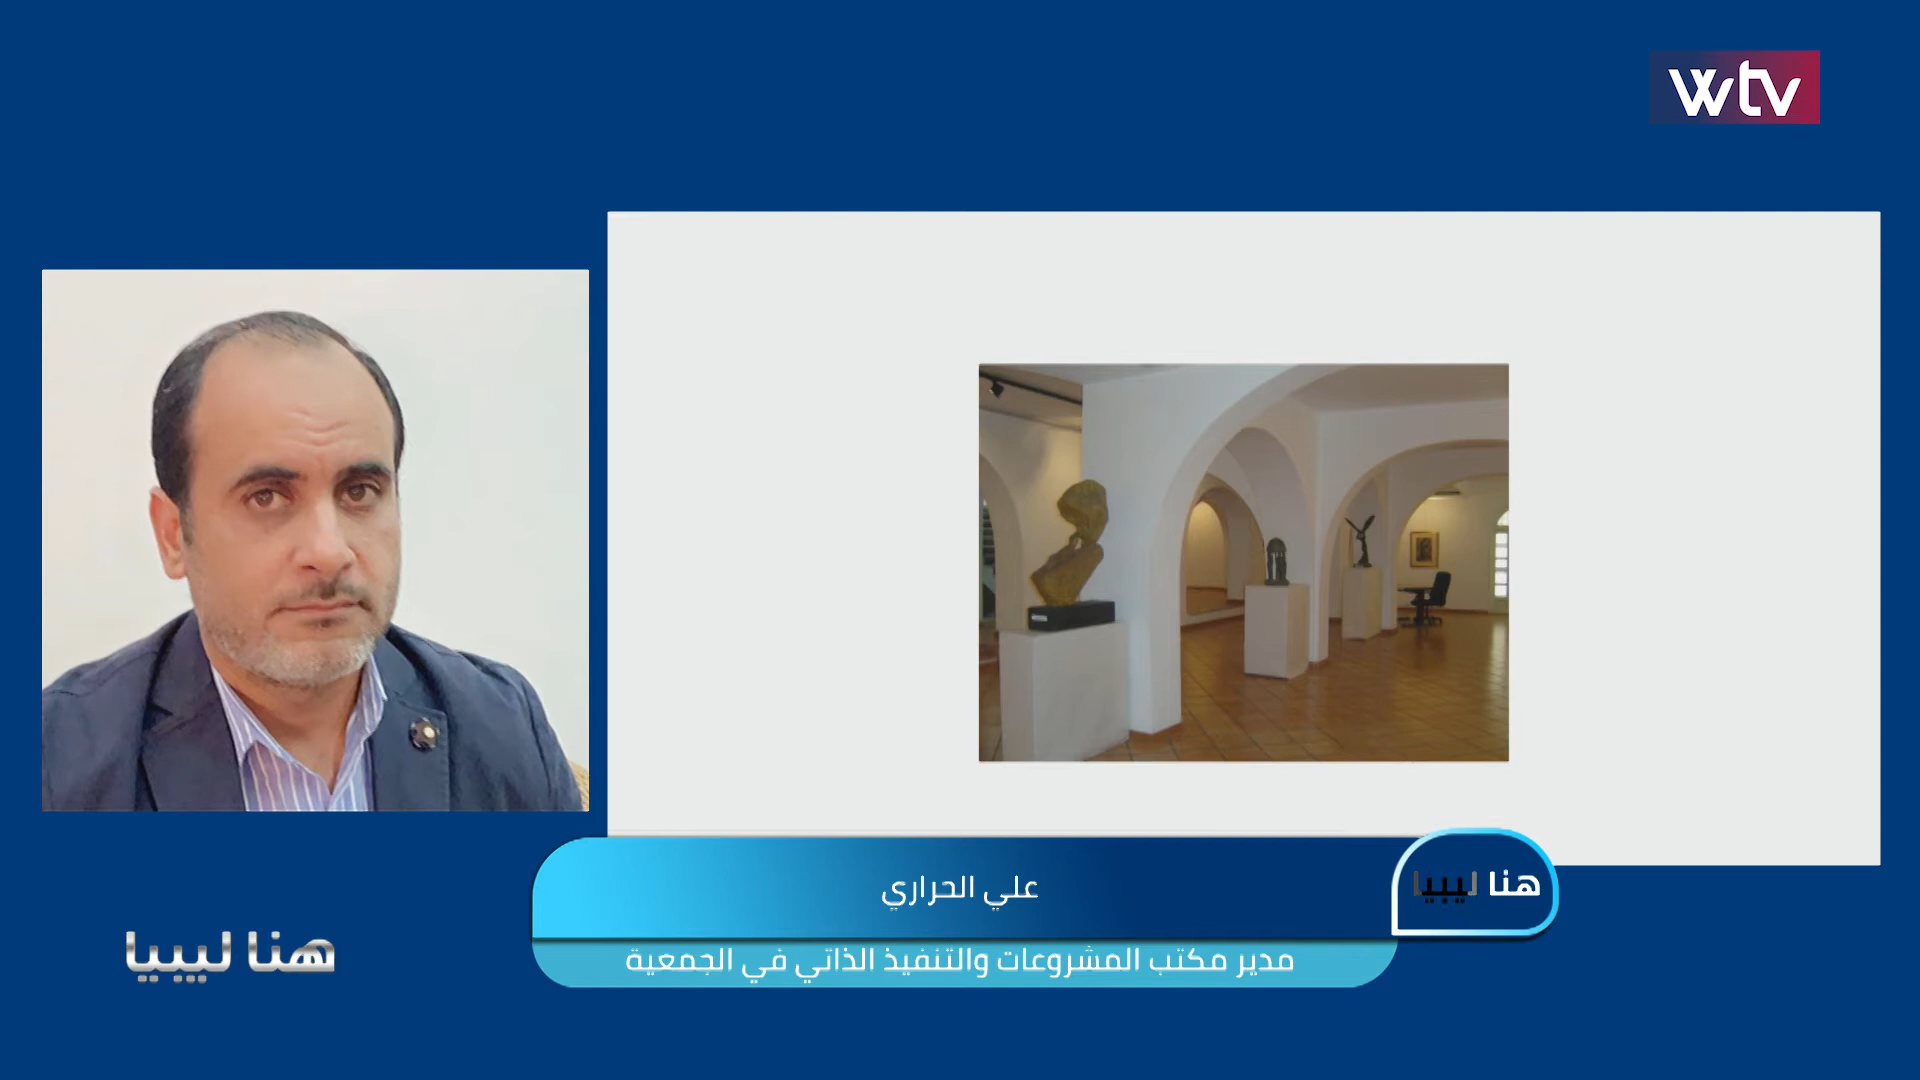 wtv
علي الحراري
هنا ليبيا
مدير مكتب المشروعات والتنفيذ الذاتي في الجمعية
هنا ليبيا